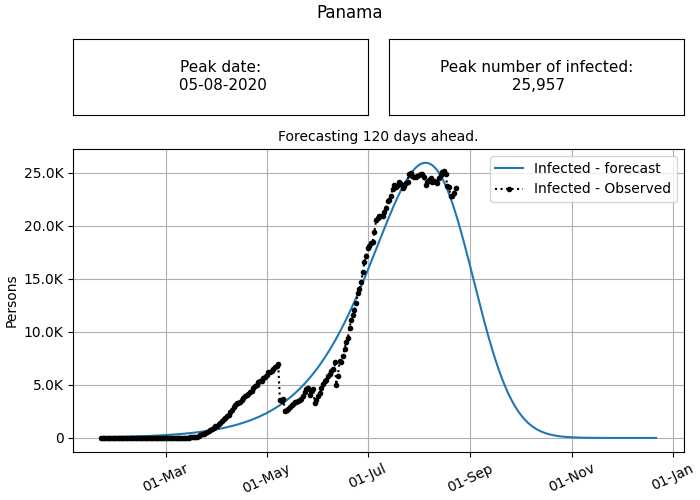 Panama
Peak date:
05-08-2020
Peak number of infected:
25,957
Forecasting 120 days ahead.
Infected - forecast
Infected - Observed
Persons
25.0K
20.0K
15.0K
10.0K
5.0K
0
01-Mar
01-May
01-Jul
01-Sep
01-Nov
01-Jan